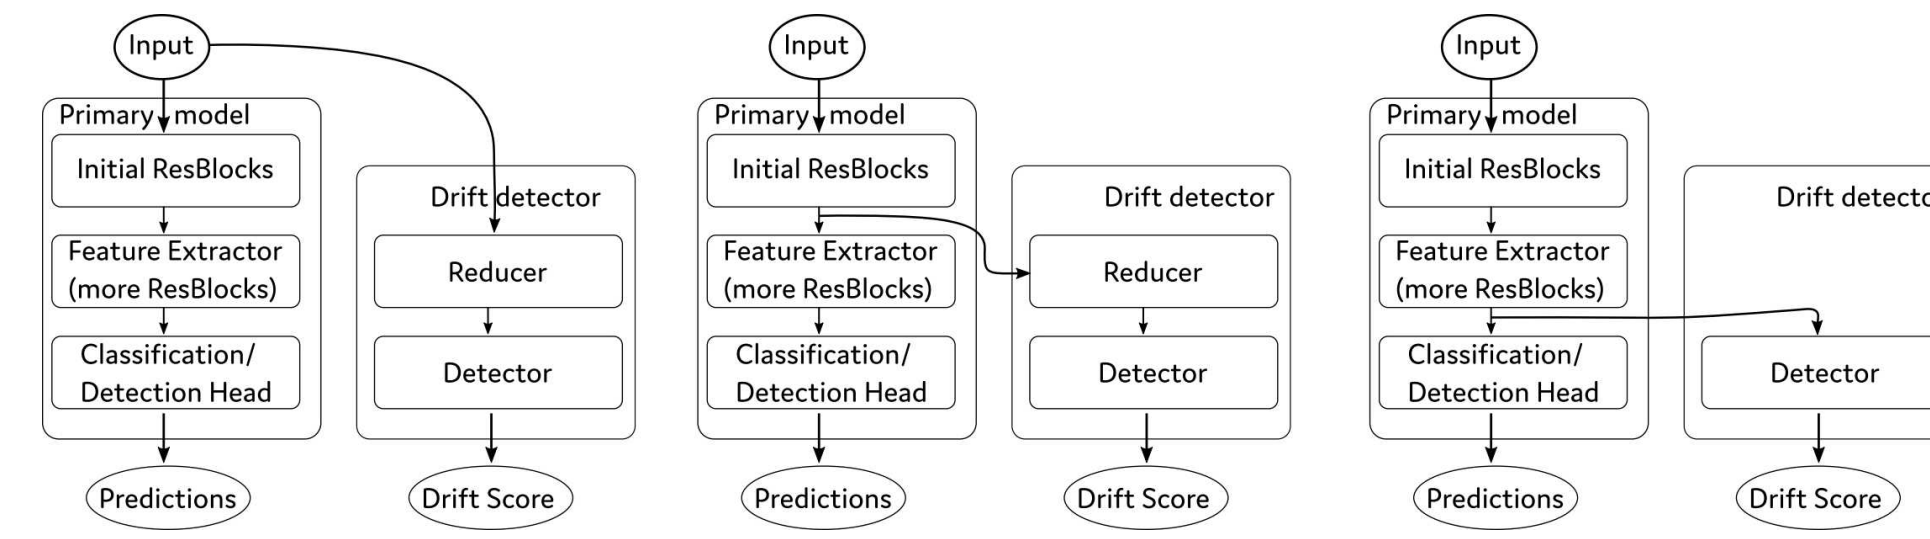 Input
Primary model
Initial ResBlocks
Feature Extractor
(more ResBlocks)
Classification/
Detection Head
Predictions
Drift detector
Reducer
Detector
Drift Score
Input
Primary model
Initial ResBlocks
Feature Extractor
(more ResBlocks)
Classification/
Detection Head
Predictions
Drift detector
Reducer
Detector
Drift Score
Input
Primary model
Initial ResBlocks
Feature Extractor
(more ResBlocks)
Classification/
Detection Head
Predictions
Drift detecto
Detector
Drift Score